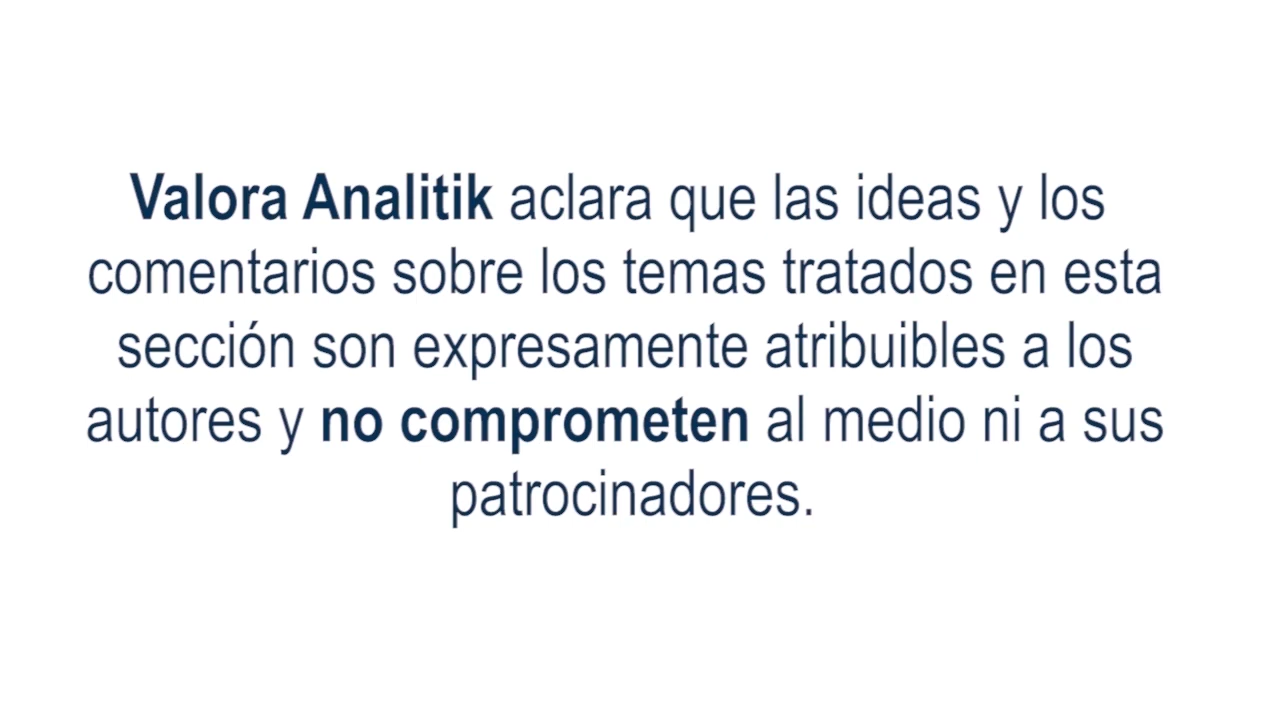 Valora Analitik aclara que las ideas y los
comentarios sobre los temas tratados en esta
sección son expresamente atribuibles a los
autores y no comprometen al medio ni a sus
patrocinadores.